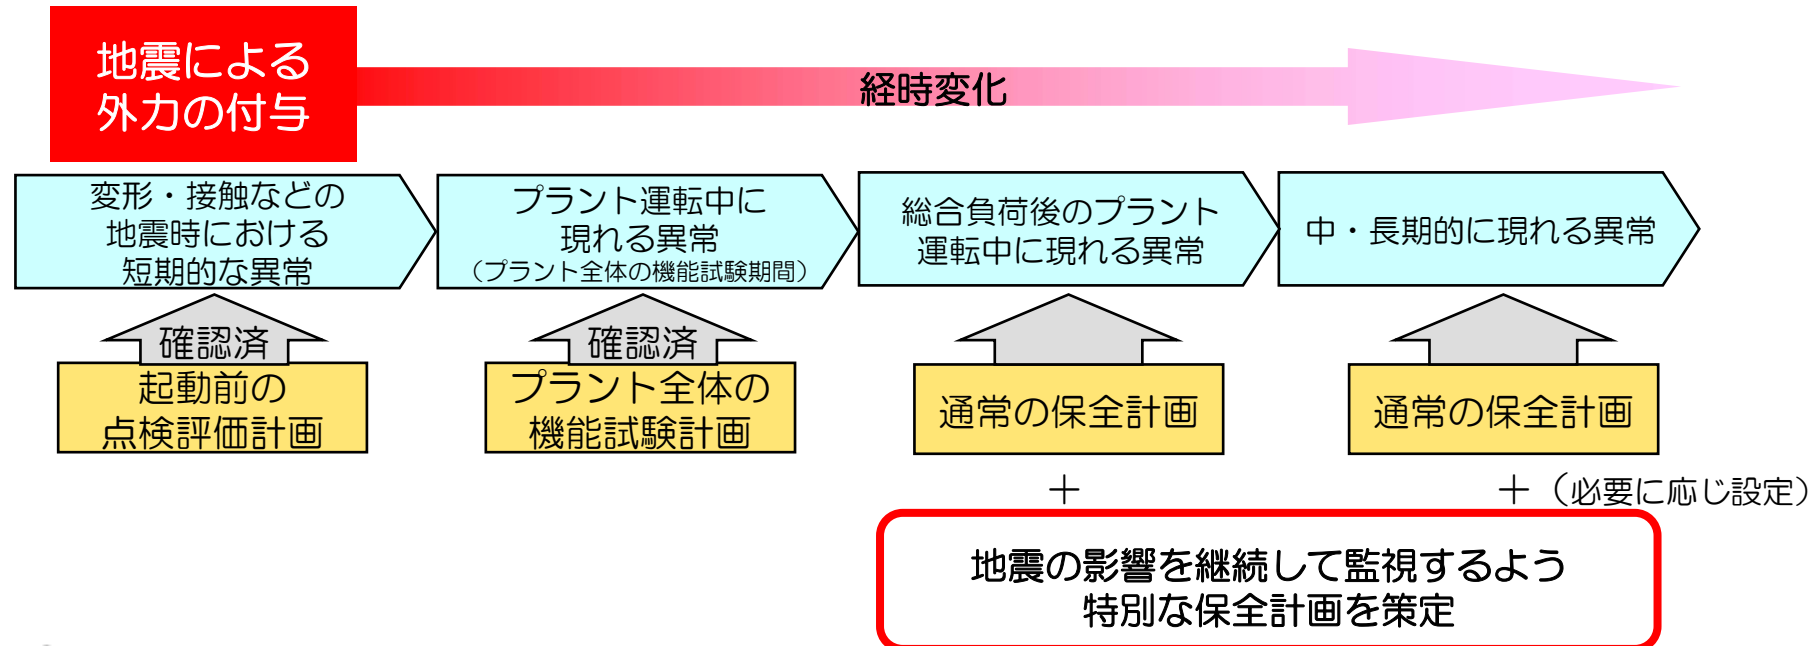 地震による
外力の付与
経時変化
変形・接触などの
地震時における
短期的な異常
プラント運転中に
現れる異常
（プラント全体の機能試験期間）
総合負荷後のプラント
運転中に現れる異常
中・長期的に現れる異常
確認済
確認済
起動前の
点検評価計画
プラント全体の
機能試験計画
通常の保全計画
通常の保全計画
＋
＋（必要に応じ設定）
地震の影響を継続して監視するよう
特別な保全計画を策定